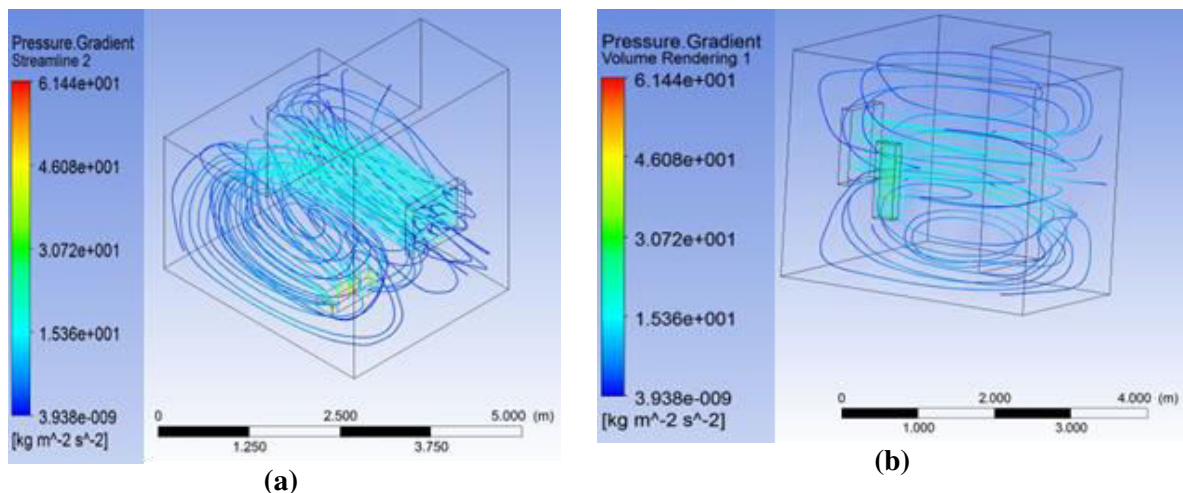 Pressure.Gradient
Streamline 2
6.144e+001
4.608e+001
3.072e+001
1.536e+001
3.938e-009
[kg m^-2 s^-2]
0 2.500 5.000 (m)
1.250 3.750
(a)
Pressure.Gradient
Volume Rendering 1
6.144e+001
4.608e+001
3.072e+001
1.536e+001
3.938e-009
[kg m^-2 s^-2]
0 2.000 4.000 (m)
1.000 3.000
(b)